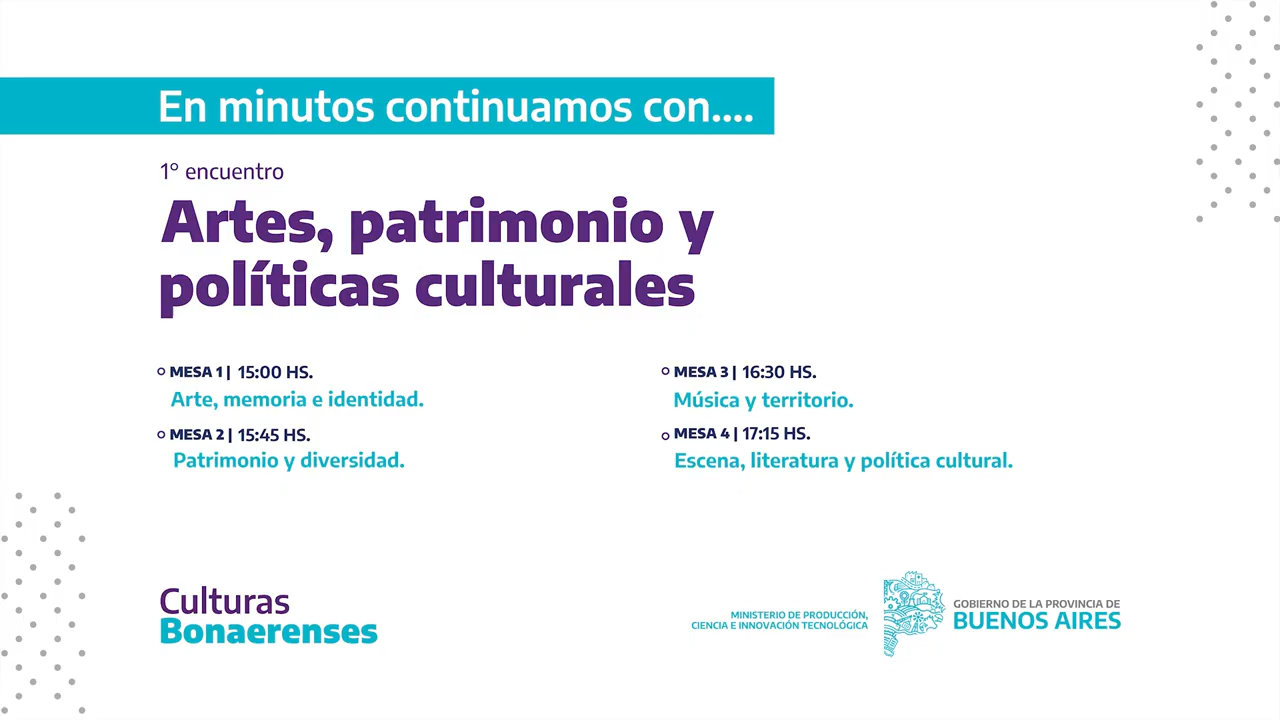 En minutos continuamos con....
1° encuentro
Artes, patrimonio y
políticas culturales
MESA 1 | 15:00 HS.
Arte, memoria e identidad.
MESA 2 | 15:45 HS.
Patrimonio y diversidad.
MESA 3 | 16:30 HS.
Música y territorio.
MESA 4 | 17:15 HS.
Escena, literatura y política cultural.
Culturas
Bonaerenses
MINISTERIO DE PRODUCCIÓN,
CIENCIA E INNOVACIÓN TECNOLÓGICA
GOBIERNO DE LA PROVINCIA DE
BUENOS AIRES